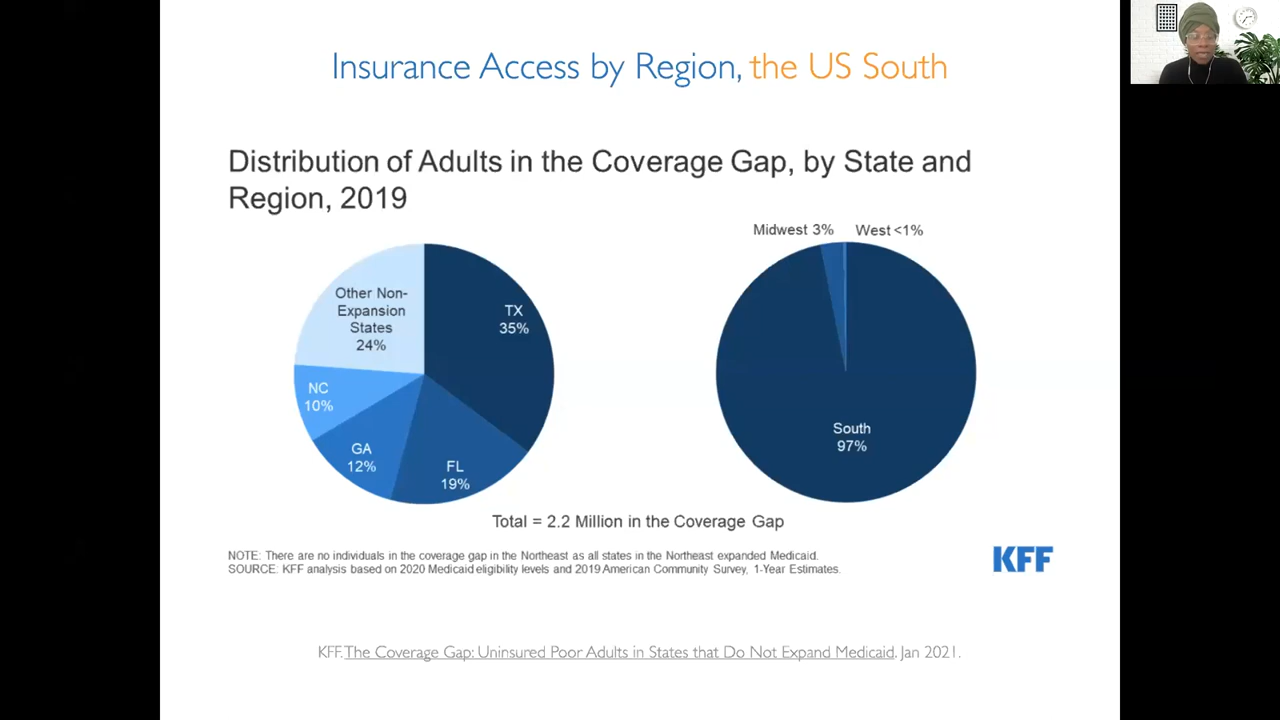 Insurance Access by Region, the US South
Distribution of Adults in the Coverage Gap, by State and
Region, 2019
Other Non-
Expansion
States
24%
TX
35%
NC
10%
GA
12%
FL
19%
Midwest 3%
West <1%
South
97%
Total = 2.2 Million in the Coverage Gap
NOTE: There are no individuals in the coverage gap in the Northeast as all states in the Northeast expanded Medicaid.
SOURCE: KFF analysis based on 2020 Medicaid eligibility levels and 2019 American Community Survey, 1-Year Estimates.
KFF
KFF. The Coverage Gap: Uninsured Poor Adults in States that Do Not Expand Medicaid. Jan 2021.